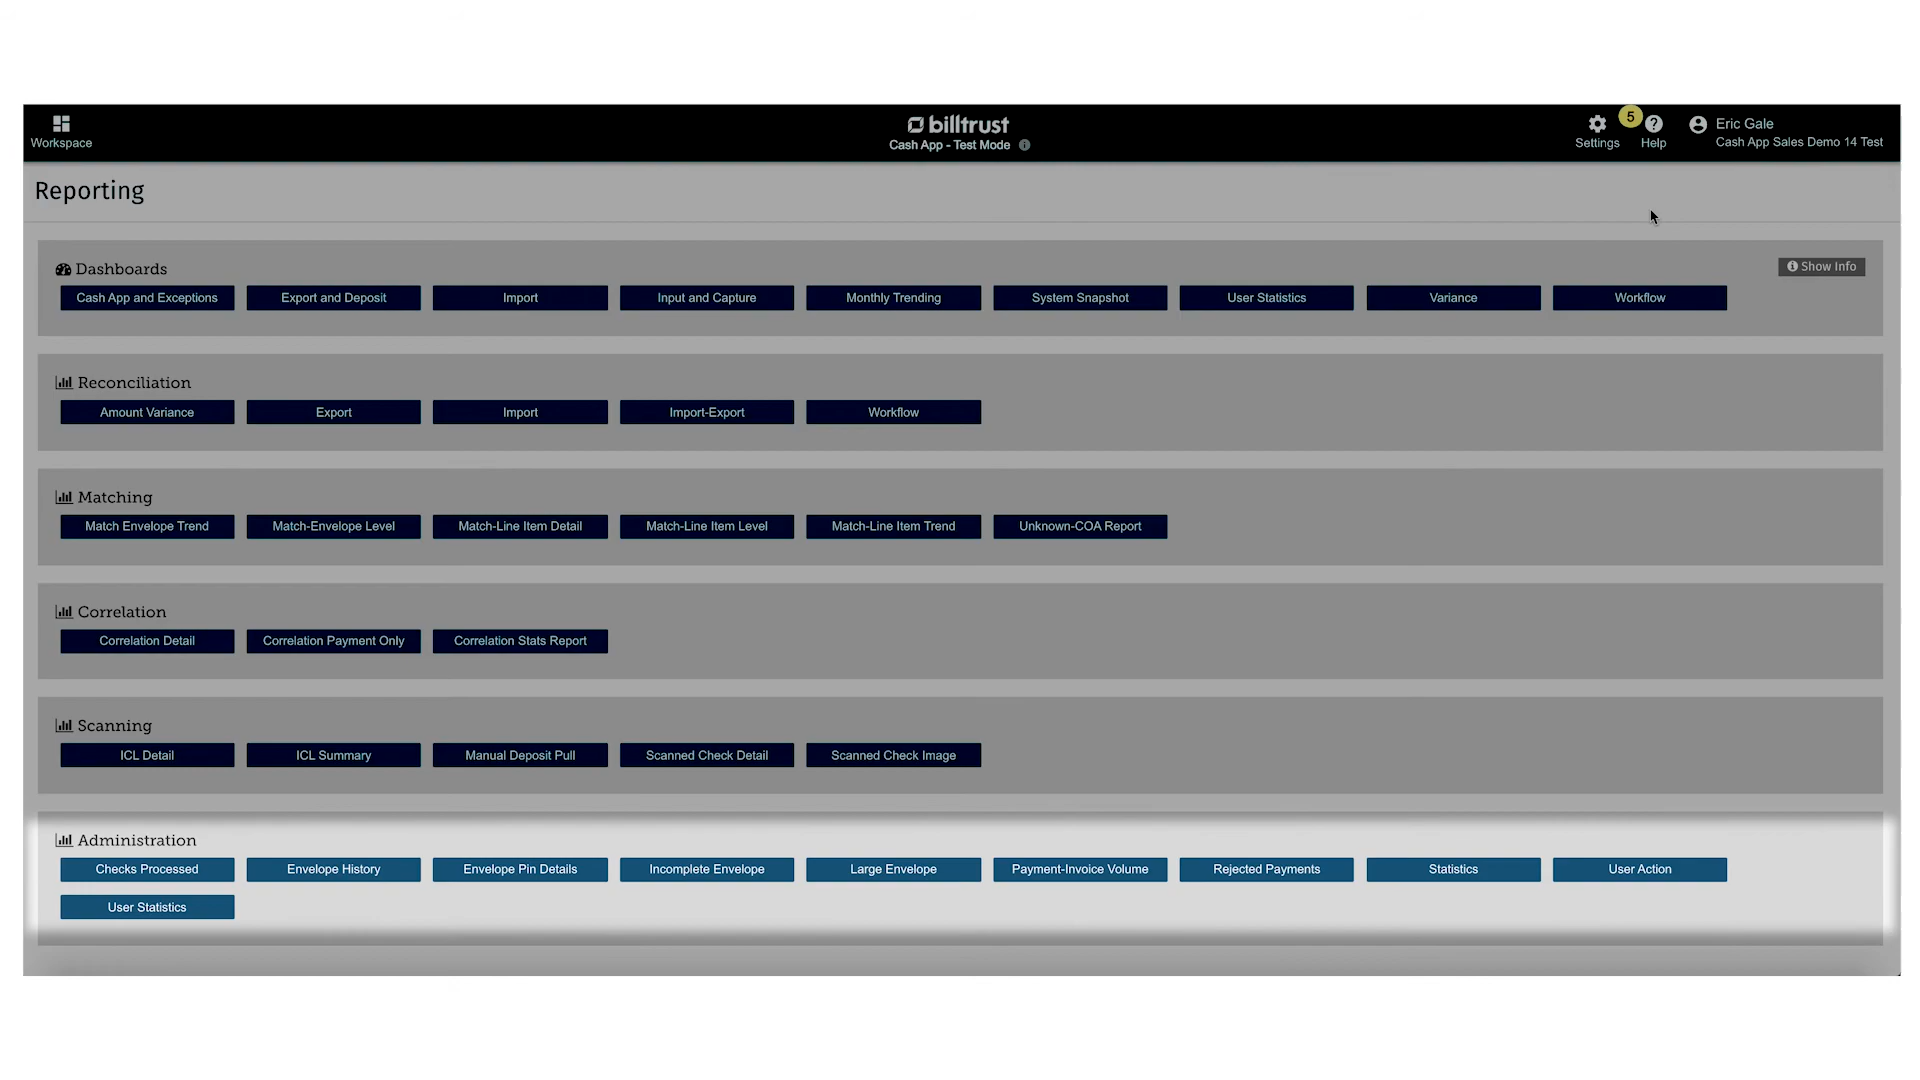 Workspace
billtrust
Cash App - Test Mode
Settings
5
Help
Eric Gale
Cash App Sales Demo 14 Test
Reporting
Dashboards
Show Info
Cash App and Exceptions Export and Deposit Import Input and Capture Monthly Trending System Snapshot User Statistics Variance Workflow
Reconciliation
Amount Variance Export Import Import-Export Workflow
Matching
Match Envelope Trend Match-Envelope Level Match-Line Item Detail Match-Line Item Level Match-Line Item Trend Unknown-COA Report
Correlation
Correlation Detail Correlation Payment Only Correlation Stats Report
Scanning
ICL Detail ICL Summary Manual Deposit Pull Scanned Check Detail Scanned Check Image
Administration
Checks Processed Envelope History Envelope Pin Details Incomplete Envelope Large Envelope Payment-Invoice Volume Rejected Payments Statistics User Action
User Statistics